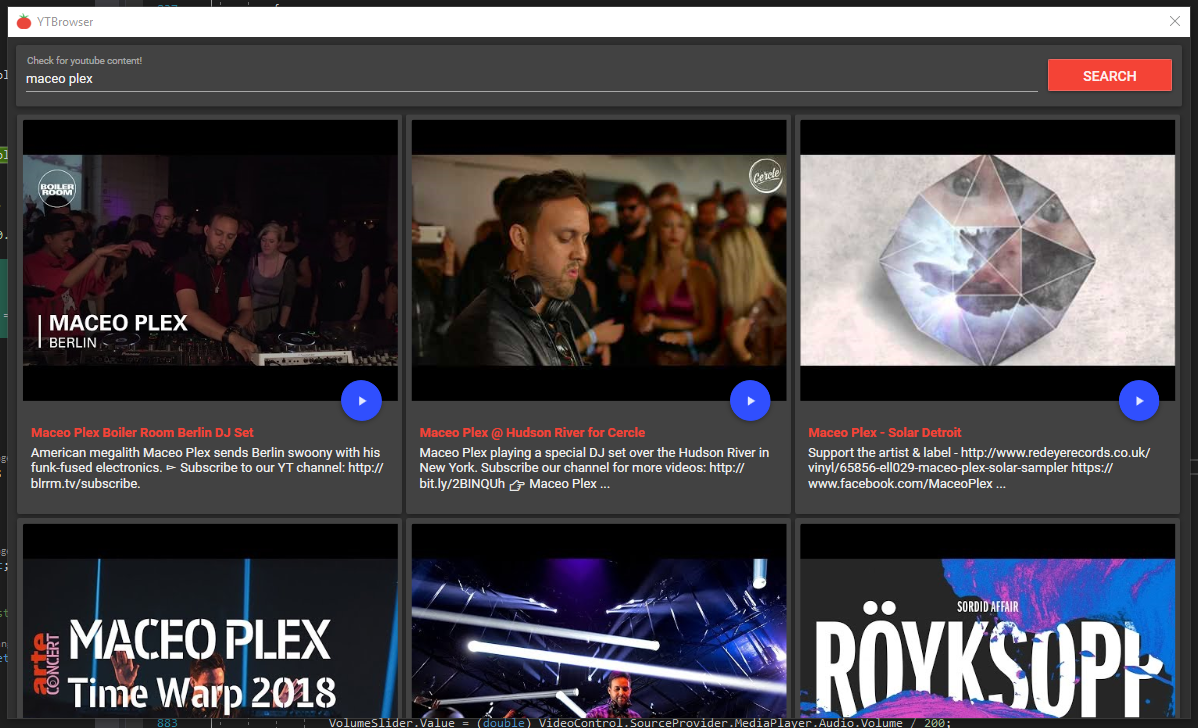 YTBrowser
Check for youtube content!
maceo plex
SEARCH
BOILER
ROOM
MACEO PLEX
BERLIN
Cercle
Maceo Plex Boiler Room Berlin DJ Set
American megalith Maceo Plex sends Berlin swoony with his
funk-fused electronics. ► Subscribe to our YT channel: http://
blrrm.tv/subscribe.
Maceo Plex @ Hudson River for Cercle
Maceo Plex playing a special DJ set over the Hudson River in
New York. Subscribe our channel for more videos: http://
bit.ly/2BlNQUh 👉 Maceo Plex ...
Maceo Plex - Solar Detroit
Support the artist & label - http://www.redeyerecords.co.uk/
vinyl/65856-ell029-maceo-plex-solar-sampler https://
www.facebook.com/MaceoPlex ...
arte
CONCERT
MACEO PLEX
Time Warp 2018
SORDID AFFAIR
RÖYKSOPP
883 VolumeSlider.Value = (double) VideoControl.SourceProvider.MediaPlayer.Audio.Volume / 200;